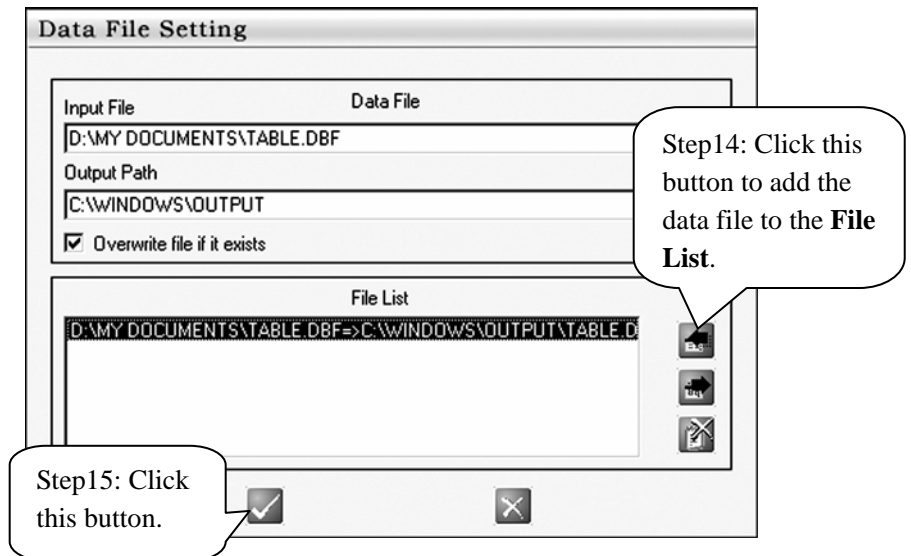 Data File Setting
Data File
Input File
D:\MY DOCUMENTS\TABLE.DBF
Output Path
C:\WINDOWS\OUTPUT
Overwrite file if it exists
Step14: Click this
button to add the
data file to the File
List.
File List
D:\MY DOCUMENTS\TABLE.DBF=>C:\WINDOWS\OUTPUT\TABLE.D
Step15: Click
this button.